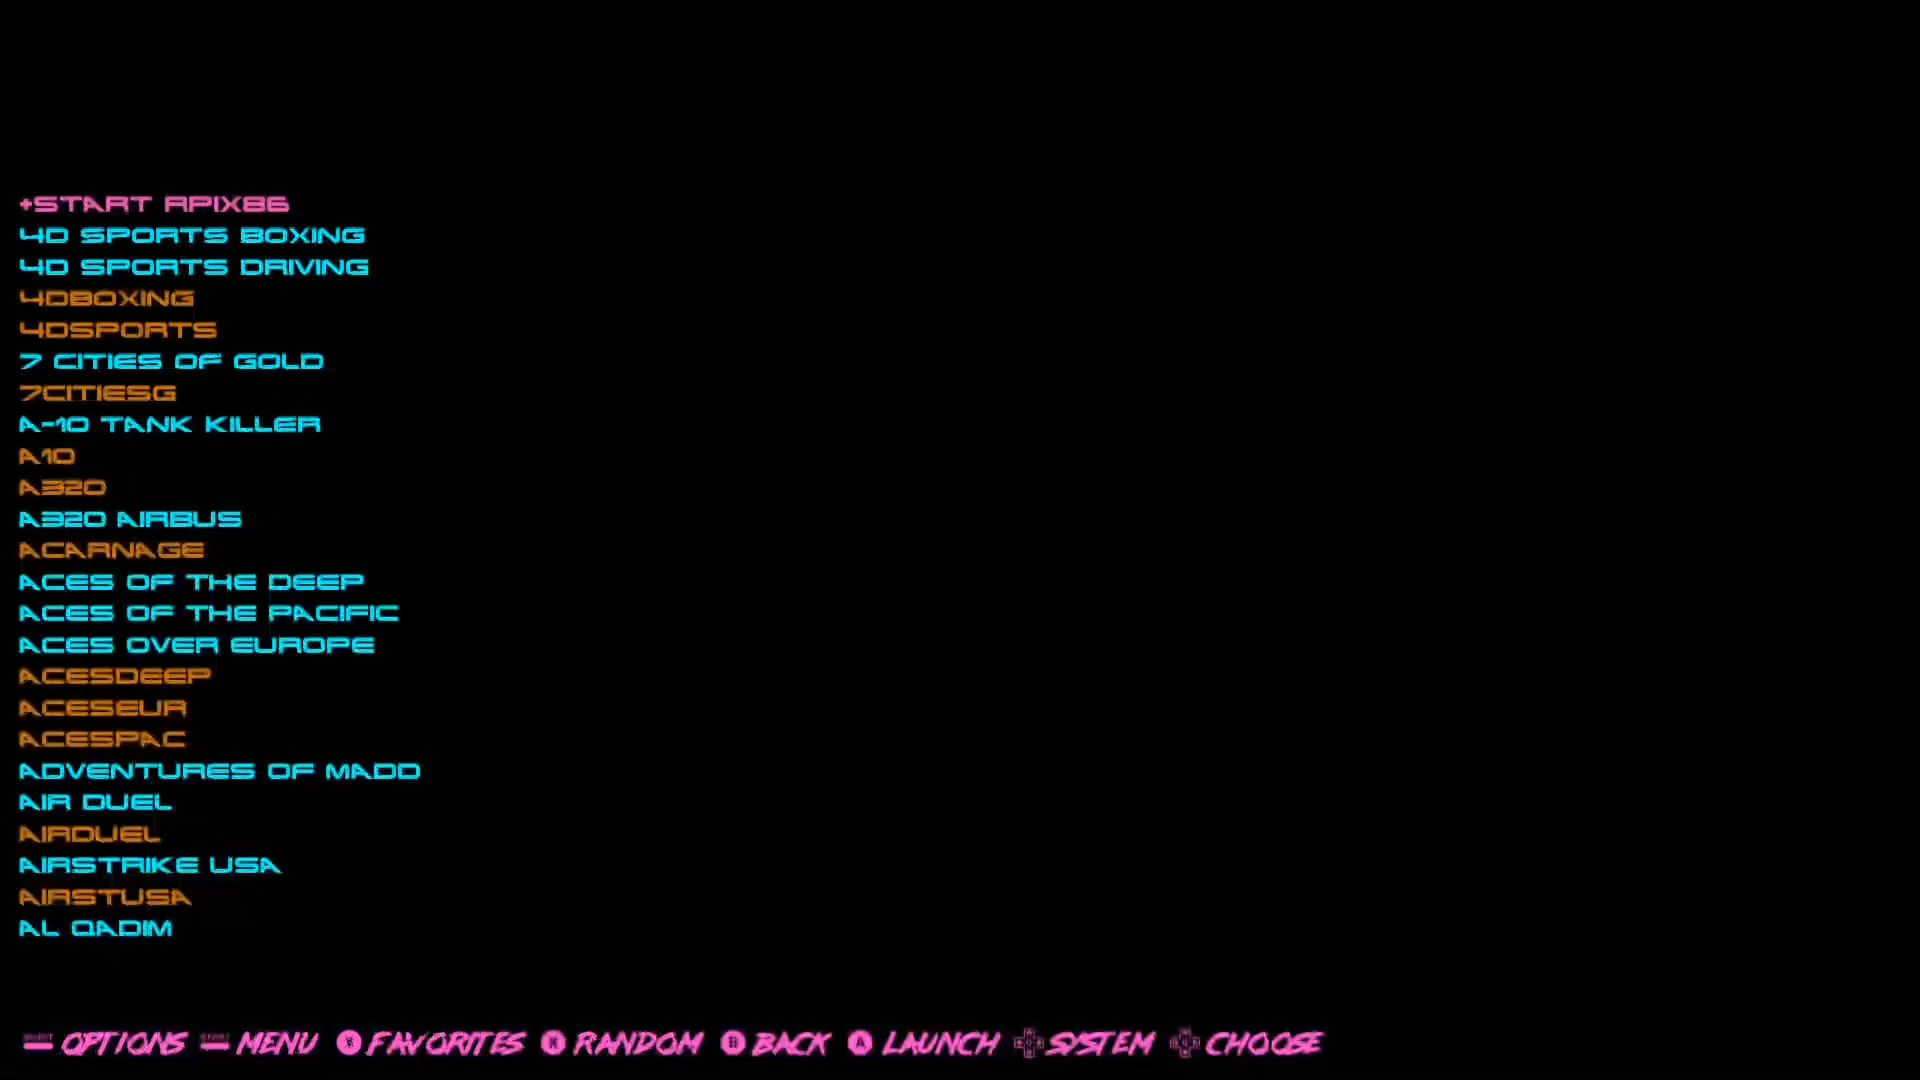 +START RPIX86
4D SPORTS BOXING
4D SPORTS DRIVING
4DBOXING
4DSPORTS
7 CITIES OF GOLD
7CITIESG
A-10 TANK KILLER
A10
A320
A320 AIRBUS
ACARNAGE
ACES OF THE DEEP
ACES OF THE PACIFIC
ACES OVER EUROPE
ACESDEEP
ACESEUR
ACESPAC
ADVENTURES OF MADD
AIR DUEL
AIRDUEL
AIRSTRIKE USA
AIRSTUSA
AL QADIM
OPTIONS MENU FAVORITES RANDOM B BACK A LAUNCH SYSTEM CHOOSE